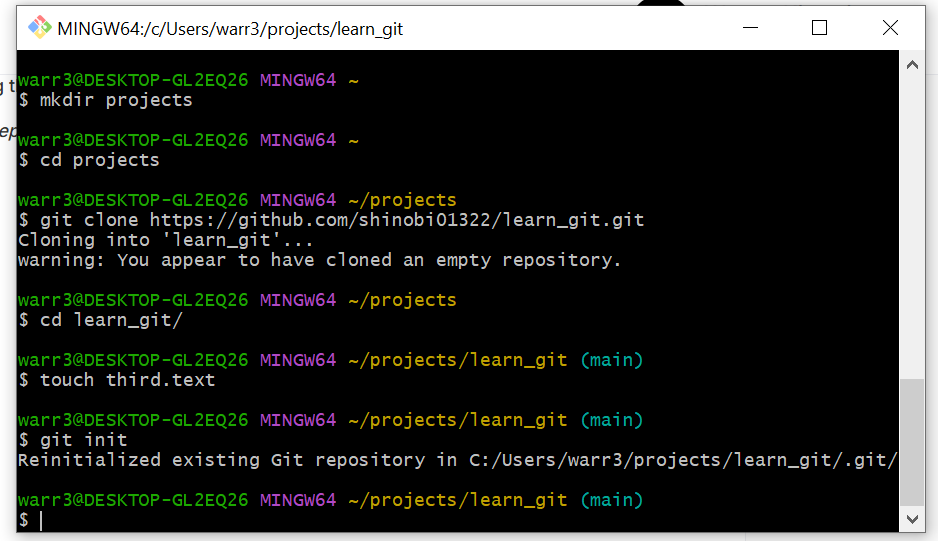 MINGW64:/c/Users/warr3/projects/learn_git
warr3@DESKTOP-GL2EQ26 MINGW64 ~
$ mkdir projects
warr3@DESKTOP-GL2EQ26 MINGW64 ~
$ cd projects
warr3@DESKTOP-GL2EQ26 MINGW64 ~/projects
$ git clone https://github.com/shinobi01322/learn_git.git
Cloning into 'learn_git'...
warning: You appear to have cloned an empty repository.
warr3@DESKTOP-GL2EQ26 MINGW64 ~/projects
$ cd learn_git/
warr3@DESKTOP-GL2EQ26 MINGW64 ~/projects/learn_git (main)
$ touch third.text
warr3@DESKTOP-GL2EQ26 MINGW64 ~/projects/learn_git (main)
$ git init
Reinitialized existing Git repository in C:/Users/warr3/projects/learn_git/.git/
warr3@DESKTOP-GL2EQ26 MINGW64 ~/projects/learn_git (main)
$